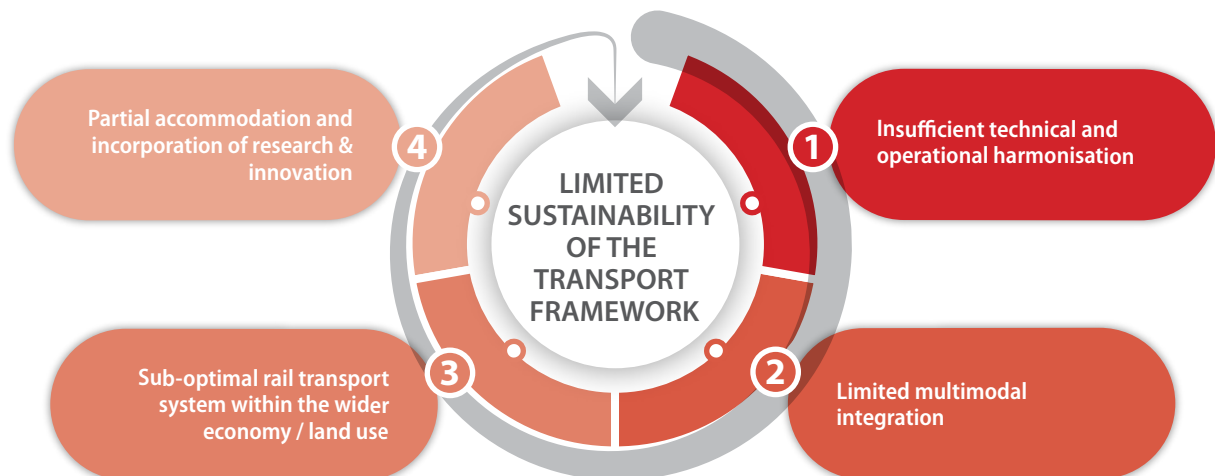 LIMITED
SUSTAINABILITY
OF THE
TRANSPORT
FRAMEWORK
1
Insufficient technical and
operational harmonisation
2
Limited multimodal
integration
3
Sub-optimal rail transport
system within the wider
economy / land use
4
Partial accommodation and
incorporation of research &
innovation